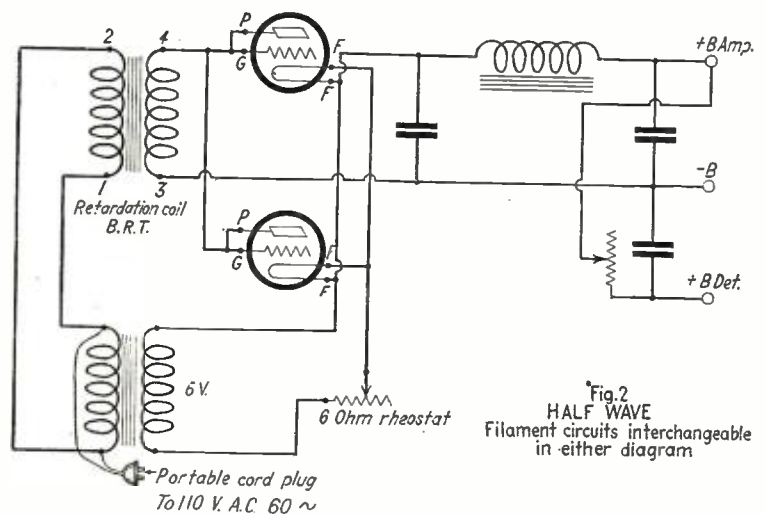 2
4
P
G
F
F
+B Amp.
1
3
Retardation coil
B.R.T.
-B
P
G
F
F
+B Det.
6 V.
6 Ohm rheostat
Fig.2
HALF WAVE
Filament circuits interchangeable
in either diagram
Portable cord plug
To 110 V. A.C. 60 ~